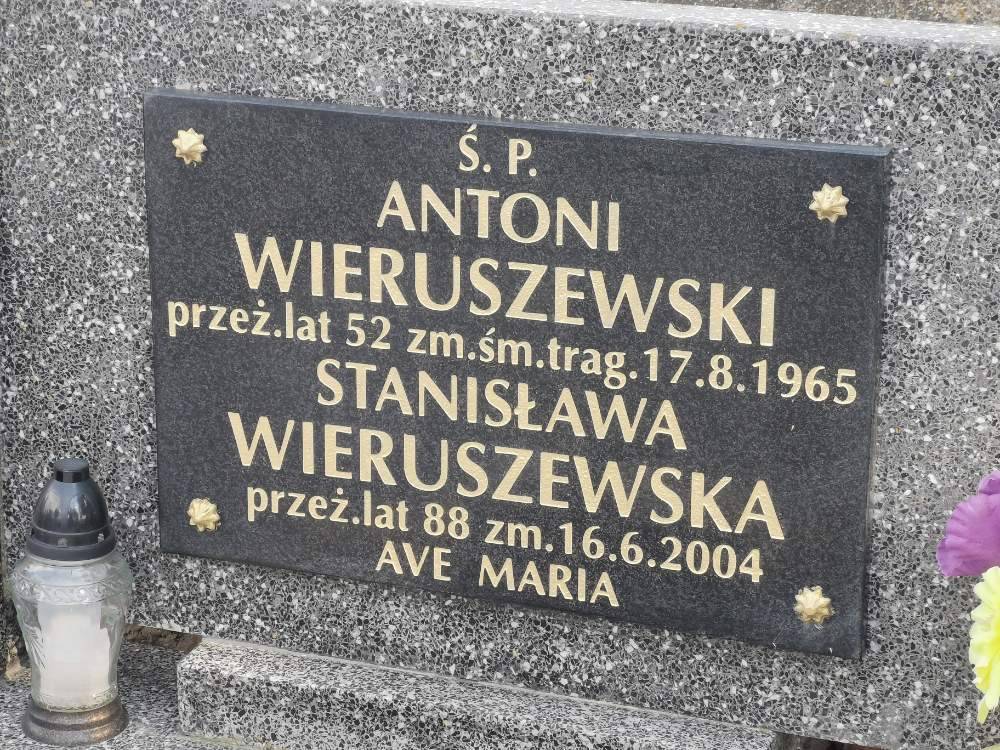 Ś. P.
ANTONI
WIERUSZEWSKI
przeż.lat 52 zm.śm.trag.17.8.1965
STANISŁAWA
WIERUSZEWSKA
przeż.lat 88 zm.16.6.2004
AVE MARIA